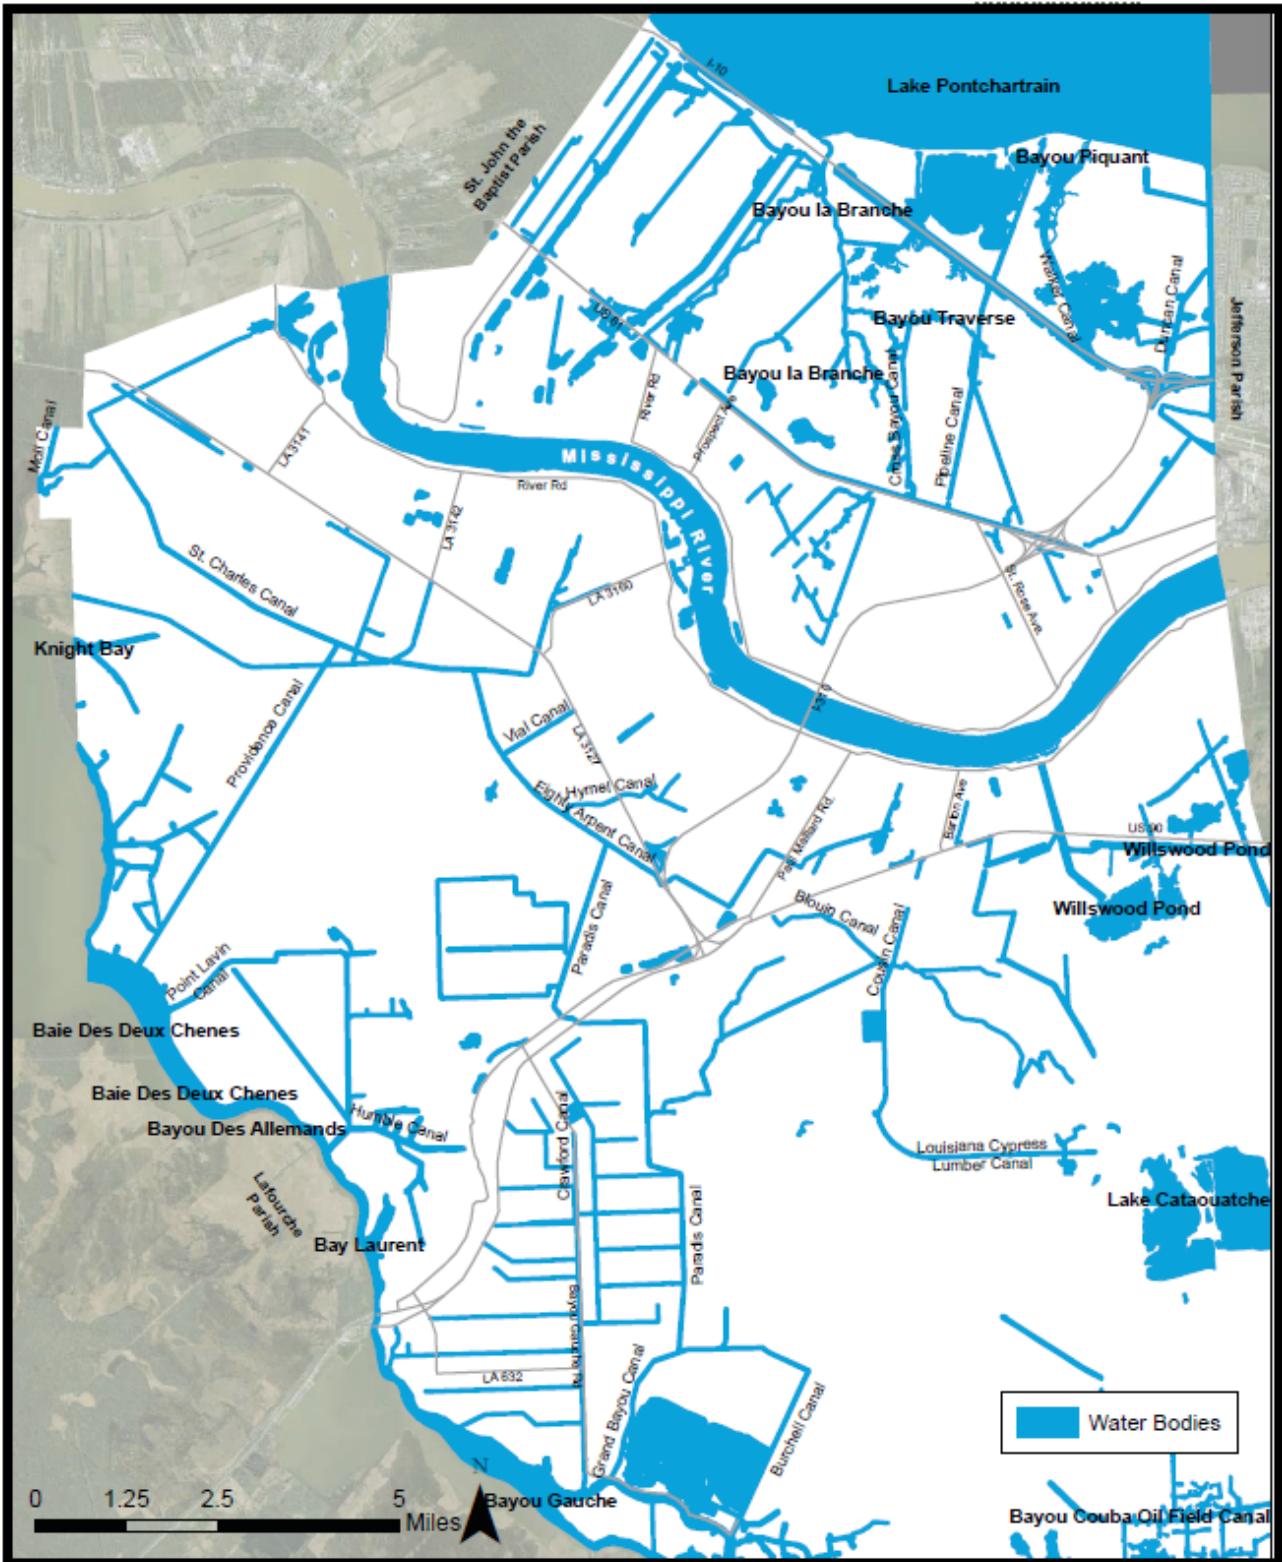 I-10
Lake Pontchartrain
St. John the
Baptist Parish
Bayou Piquant
Bayou la Branche
Walker Canal
Duncan Canal
US 61
Bayou Traverse
Jefferson Parish
Bayou la Branche
Cross Bayou Canal
Pipeline Canal
River Rd
Prospect Ave
Moll Canal
LA 3141
Mississippi River
River Rd
LA 3142
St. Charles Canal
LA 3160
St. Rose Ave
Knight Bay
Providence Canal
I-310
Vial Canal
LA 3127
Hymel Canal
Eighty Arpent Canal
Paul Maillard Rd.
Barton Ave
US 90
Willswood Pond
Willswood Pond
Blouin Canal
Cousin Canal
Paradis Canal
Point Lavin
Canal
Baie Des Deux Chenes
Baie Des Deux Chenes
Bayou Des Allemands
Humble Canal
Crawford Canal
Louisiana Cypress
Lumber Canal
Lake Cataouatche
Lafourche
Parish
Bay Laurent
Paradis Canal
Bayou Gauche Rd
LA 632
Grand Bayou Canal
Burchell Canal
Water Bodies
N
0 1.25 2.5 5
Miles
Bayou Gauche
Bayou Couba Oil Field Canal